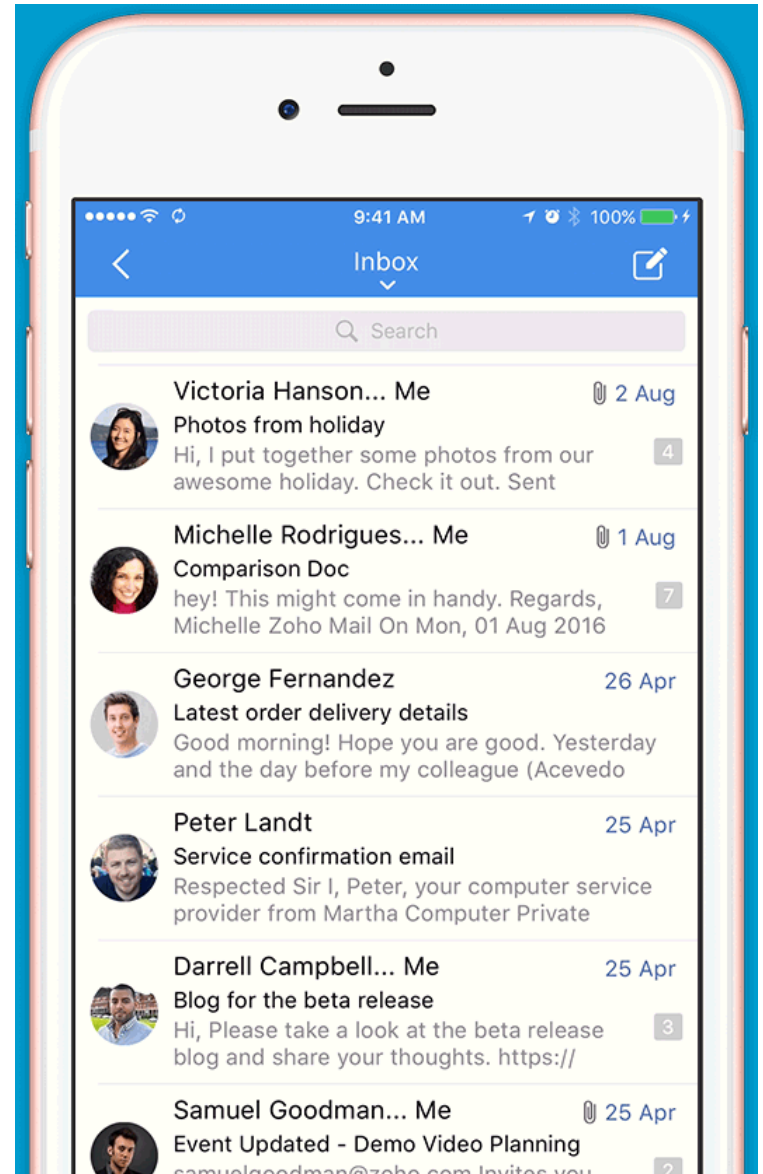 9:41 AM
100%
Inbox
Search
Victoria Hanson... Me
2 Aug
Photos from holiday
Hi, I put together some photos from our
4
awesome holiday. Check it out. Sent
Michelle Rodrigues... Me
1 Aug
Comparison Doc
hey! This might come in handy. Regards,
7
Michelle Zoho Mail On Mon, 01 Aug 2016
George Fernandez
26 Apr
Latest order delivery details
Good morning! Hope you are good. Yesterday
and the day before my colleague (Acevedo
Peter Landt
25 Apr
Service confirmation email
Respected Sir I, Peter, your computer service
provider from Martha Computer Private
Darrell Campbell... Me
25 Apr
Blog for the beta release
Hi, Please take a look at the beta release
3
blog and share your thoughts. https://
Samuel Goodman... Me
25 Apr
Event Updated - Demo Video Planning
samuelgoodman@zoho.com Invites you
2